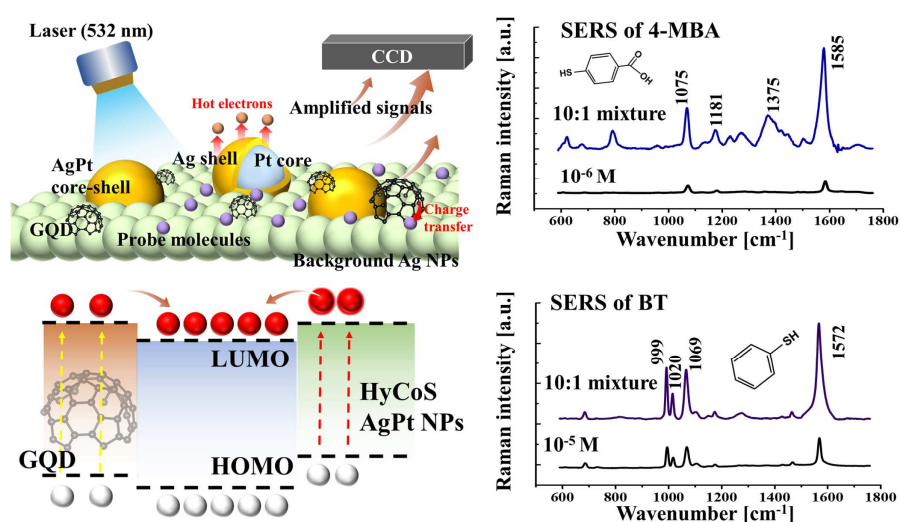 Laser (532 nm)
CCD
Hot electrons
Amplified signals
Ag shell
Pt core
AgPt
core-shell
GQD
Probe molecules
Charge
transfer
Background Ag NPs
LUMO
HyCoS
AgPt NPs
GQD
HOMO
SERS of 4-MBA
HS
O
OH
1075
1181
1375
1585
10:1 mixture
10⁻⁶ M
Raman intensity [a.u.]
600 800 1000 1200 1400 1600 1800
Wavenumber [cm⁻¹]
SERS of BT
SH
999
1020
1069
1572
10:1 mixture
10⁻⁵ M
Raman intensity [a.u.]
600 800 1000 1200 1400 1600 1800
Wavenumber [cm⁻¹]